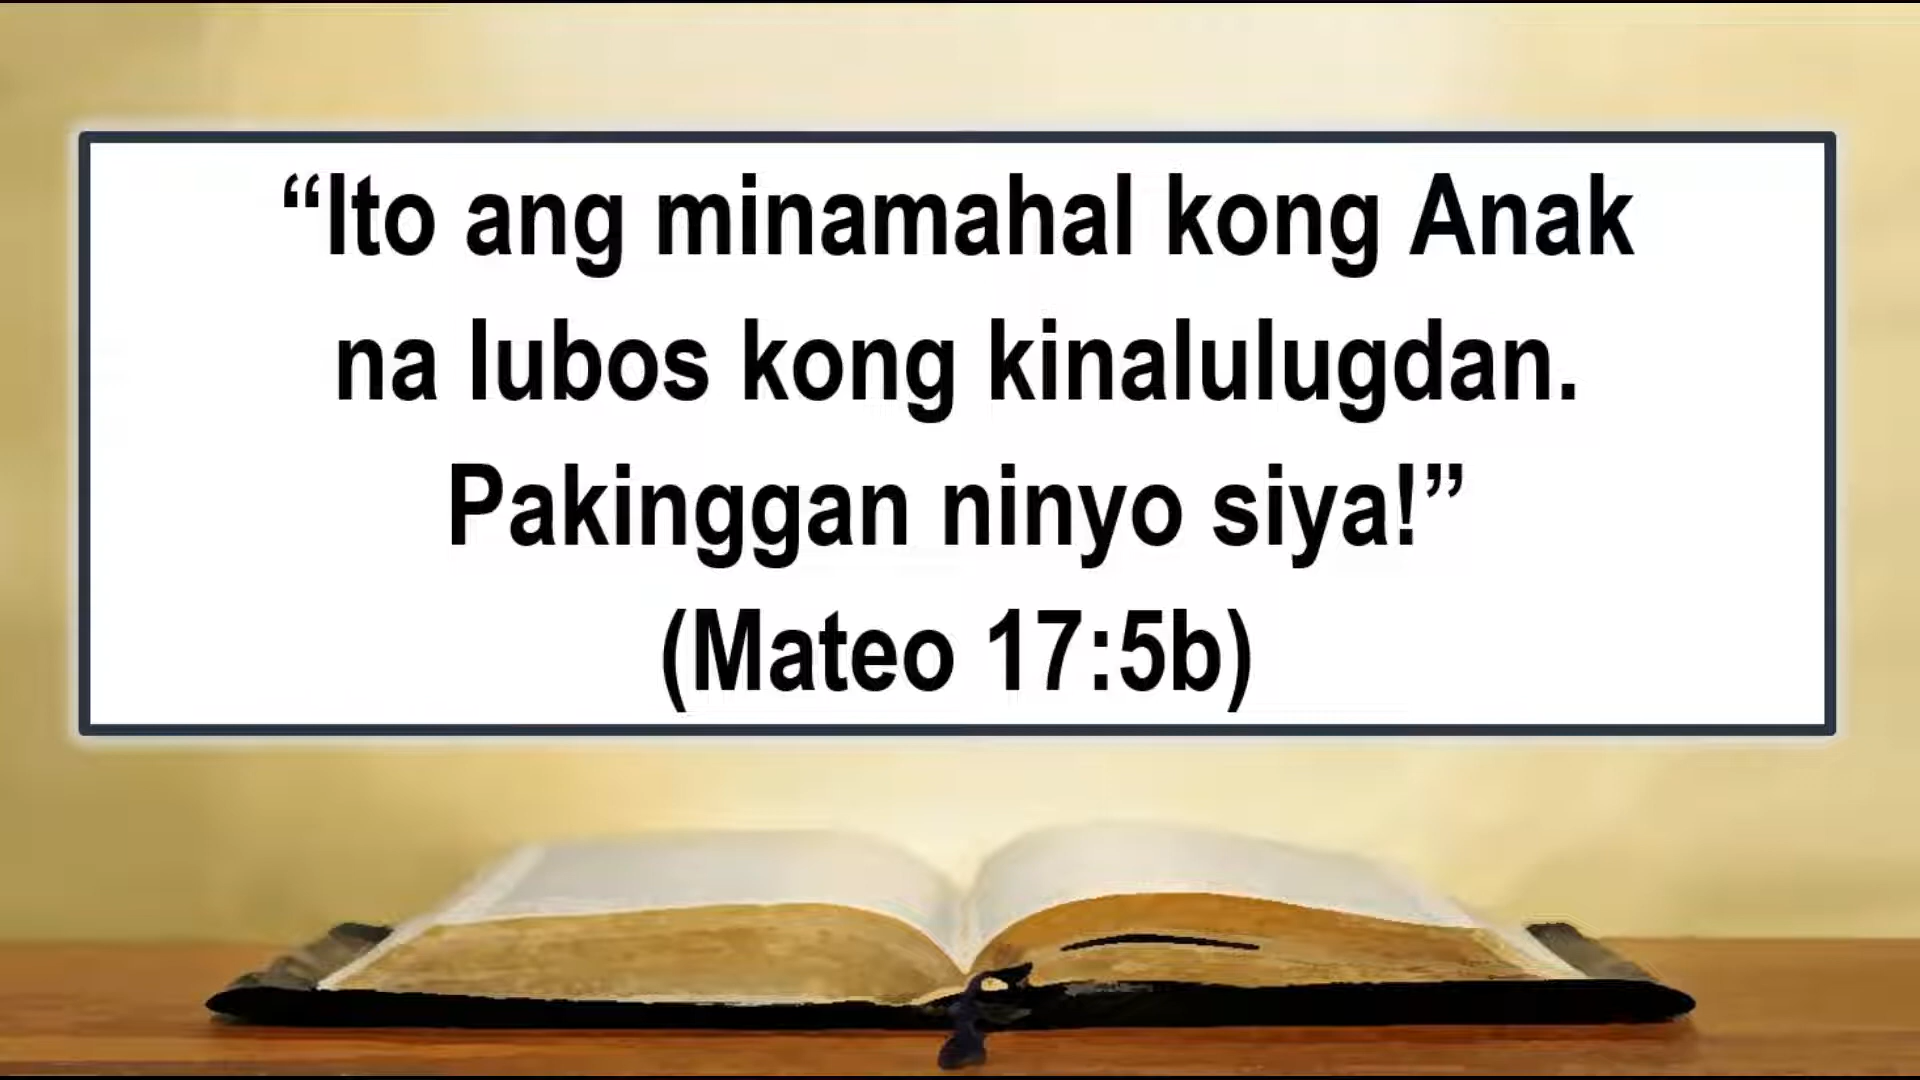 “Ito ang minamahal kong Anak
na lubos kong kinalulugdan.
Pakinggan ninyo siya!”
(Mateo 17:5b)